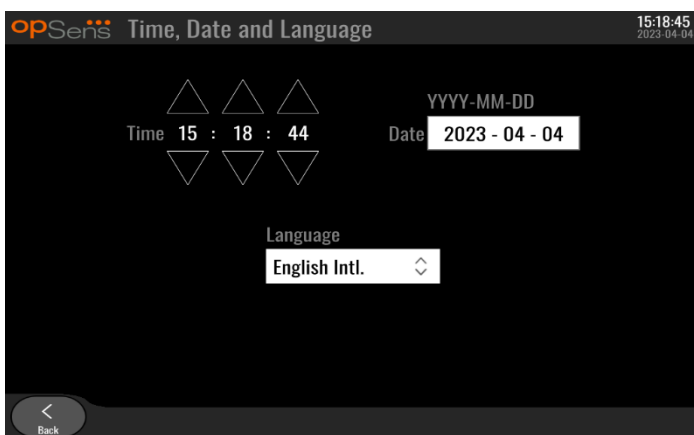 opSens Time, Date and Language 15:18:45
2023-04-04
YYYY-MM-DD
Time 15 : 18 : 44 Date 2023 - 04 - 04
Language
English Intl.
Back